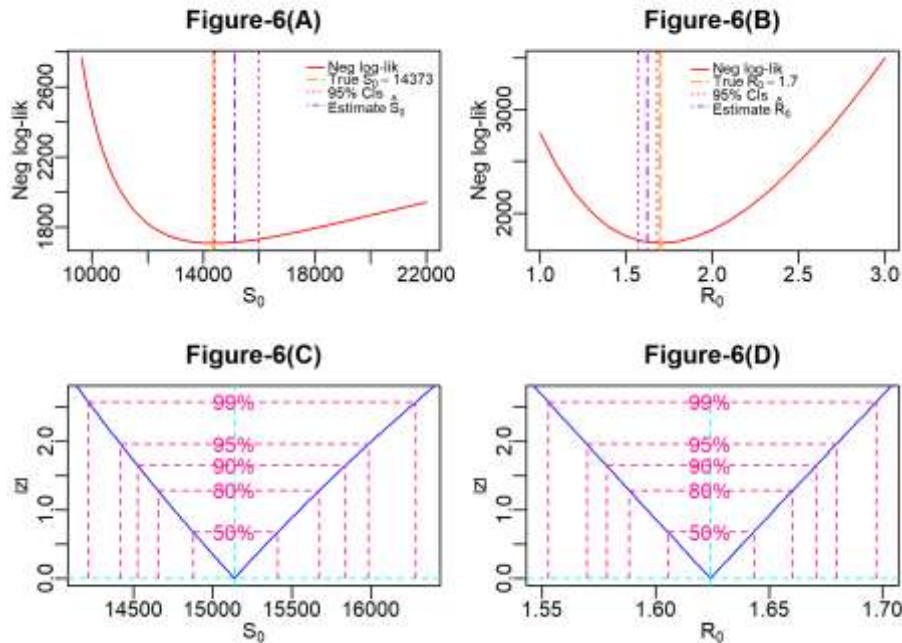 Figure-6(A)
Neg log-lik
2600
2200
1800
Neg log-lik
True S₀ = 14373
95% CIs
Estimate Ŝ₀
10000 14000 18000 22000
S₀
Figure-6(B)
Neg log-lik
3000
2000
Neg log-lik
True R₀ = 1.7
95% CIs
Estimate R̂₀
1.0 1.5 2.0 2.5 3.0
R₀
Figure-6(C)
|z|
2.0
1.0
0.0
99%
95%
90%
80%
50%
14500 15000 15500 16000
S₀
Figure-6(D)
|z|
2.0
1.0
0.0
99%
95%
90%
80%
50%
1.55 1.60 1.65 1.70
R₀